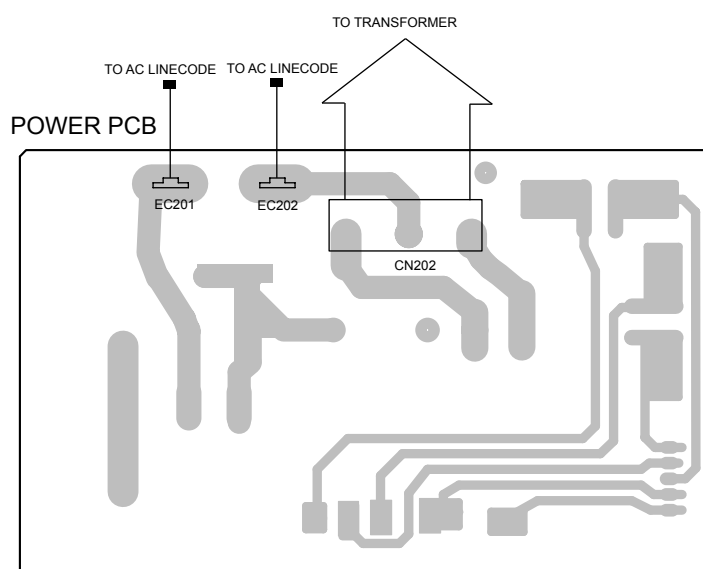 TO TRANSFORMER
TO AC LINECODE
TO AC LINECODE
POWER PCB
EC201
EC202
CN202